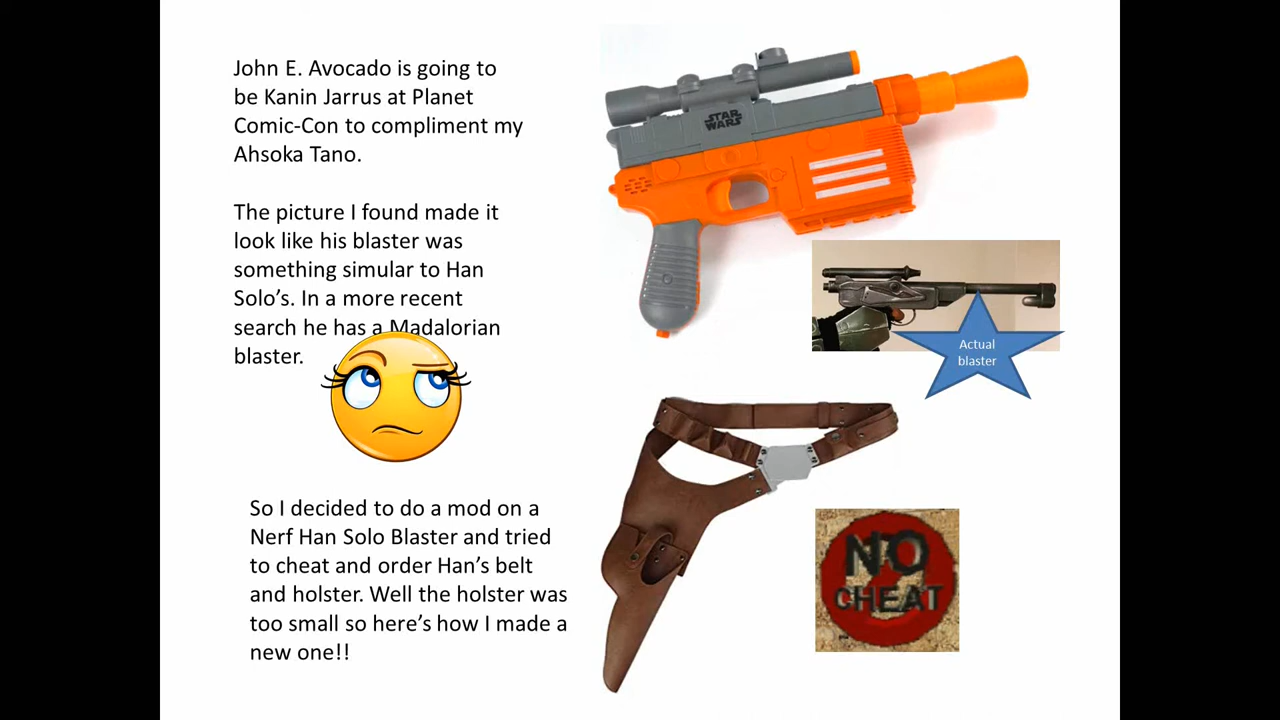 John E. Avocado is going to
be Kanin Jarrus at Planet
Comic-Con to compliment my
Ahsoka Tano.
The picture I found made it
look like his blaster was
something simular to Han
Solo's. In a more recent
search he has a Madalorian
blaster.
STAR
WARS
Actual
blaster
So I decided to do a mod on a
Nerf Han Solo Blaster and tried
to cheat and order Han's belt
and holster. Well the holster was
too small so here's how I made a
new one!!
NO
CHEAT